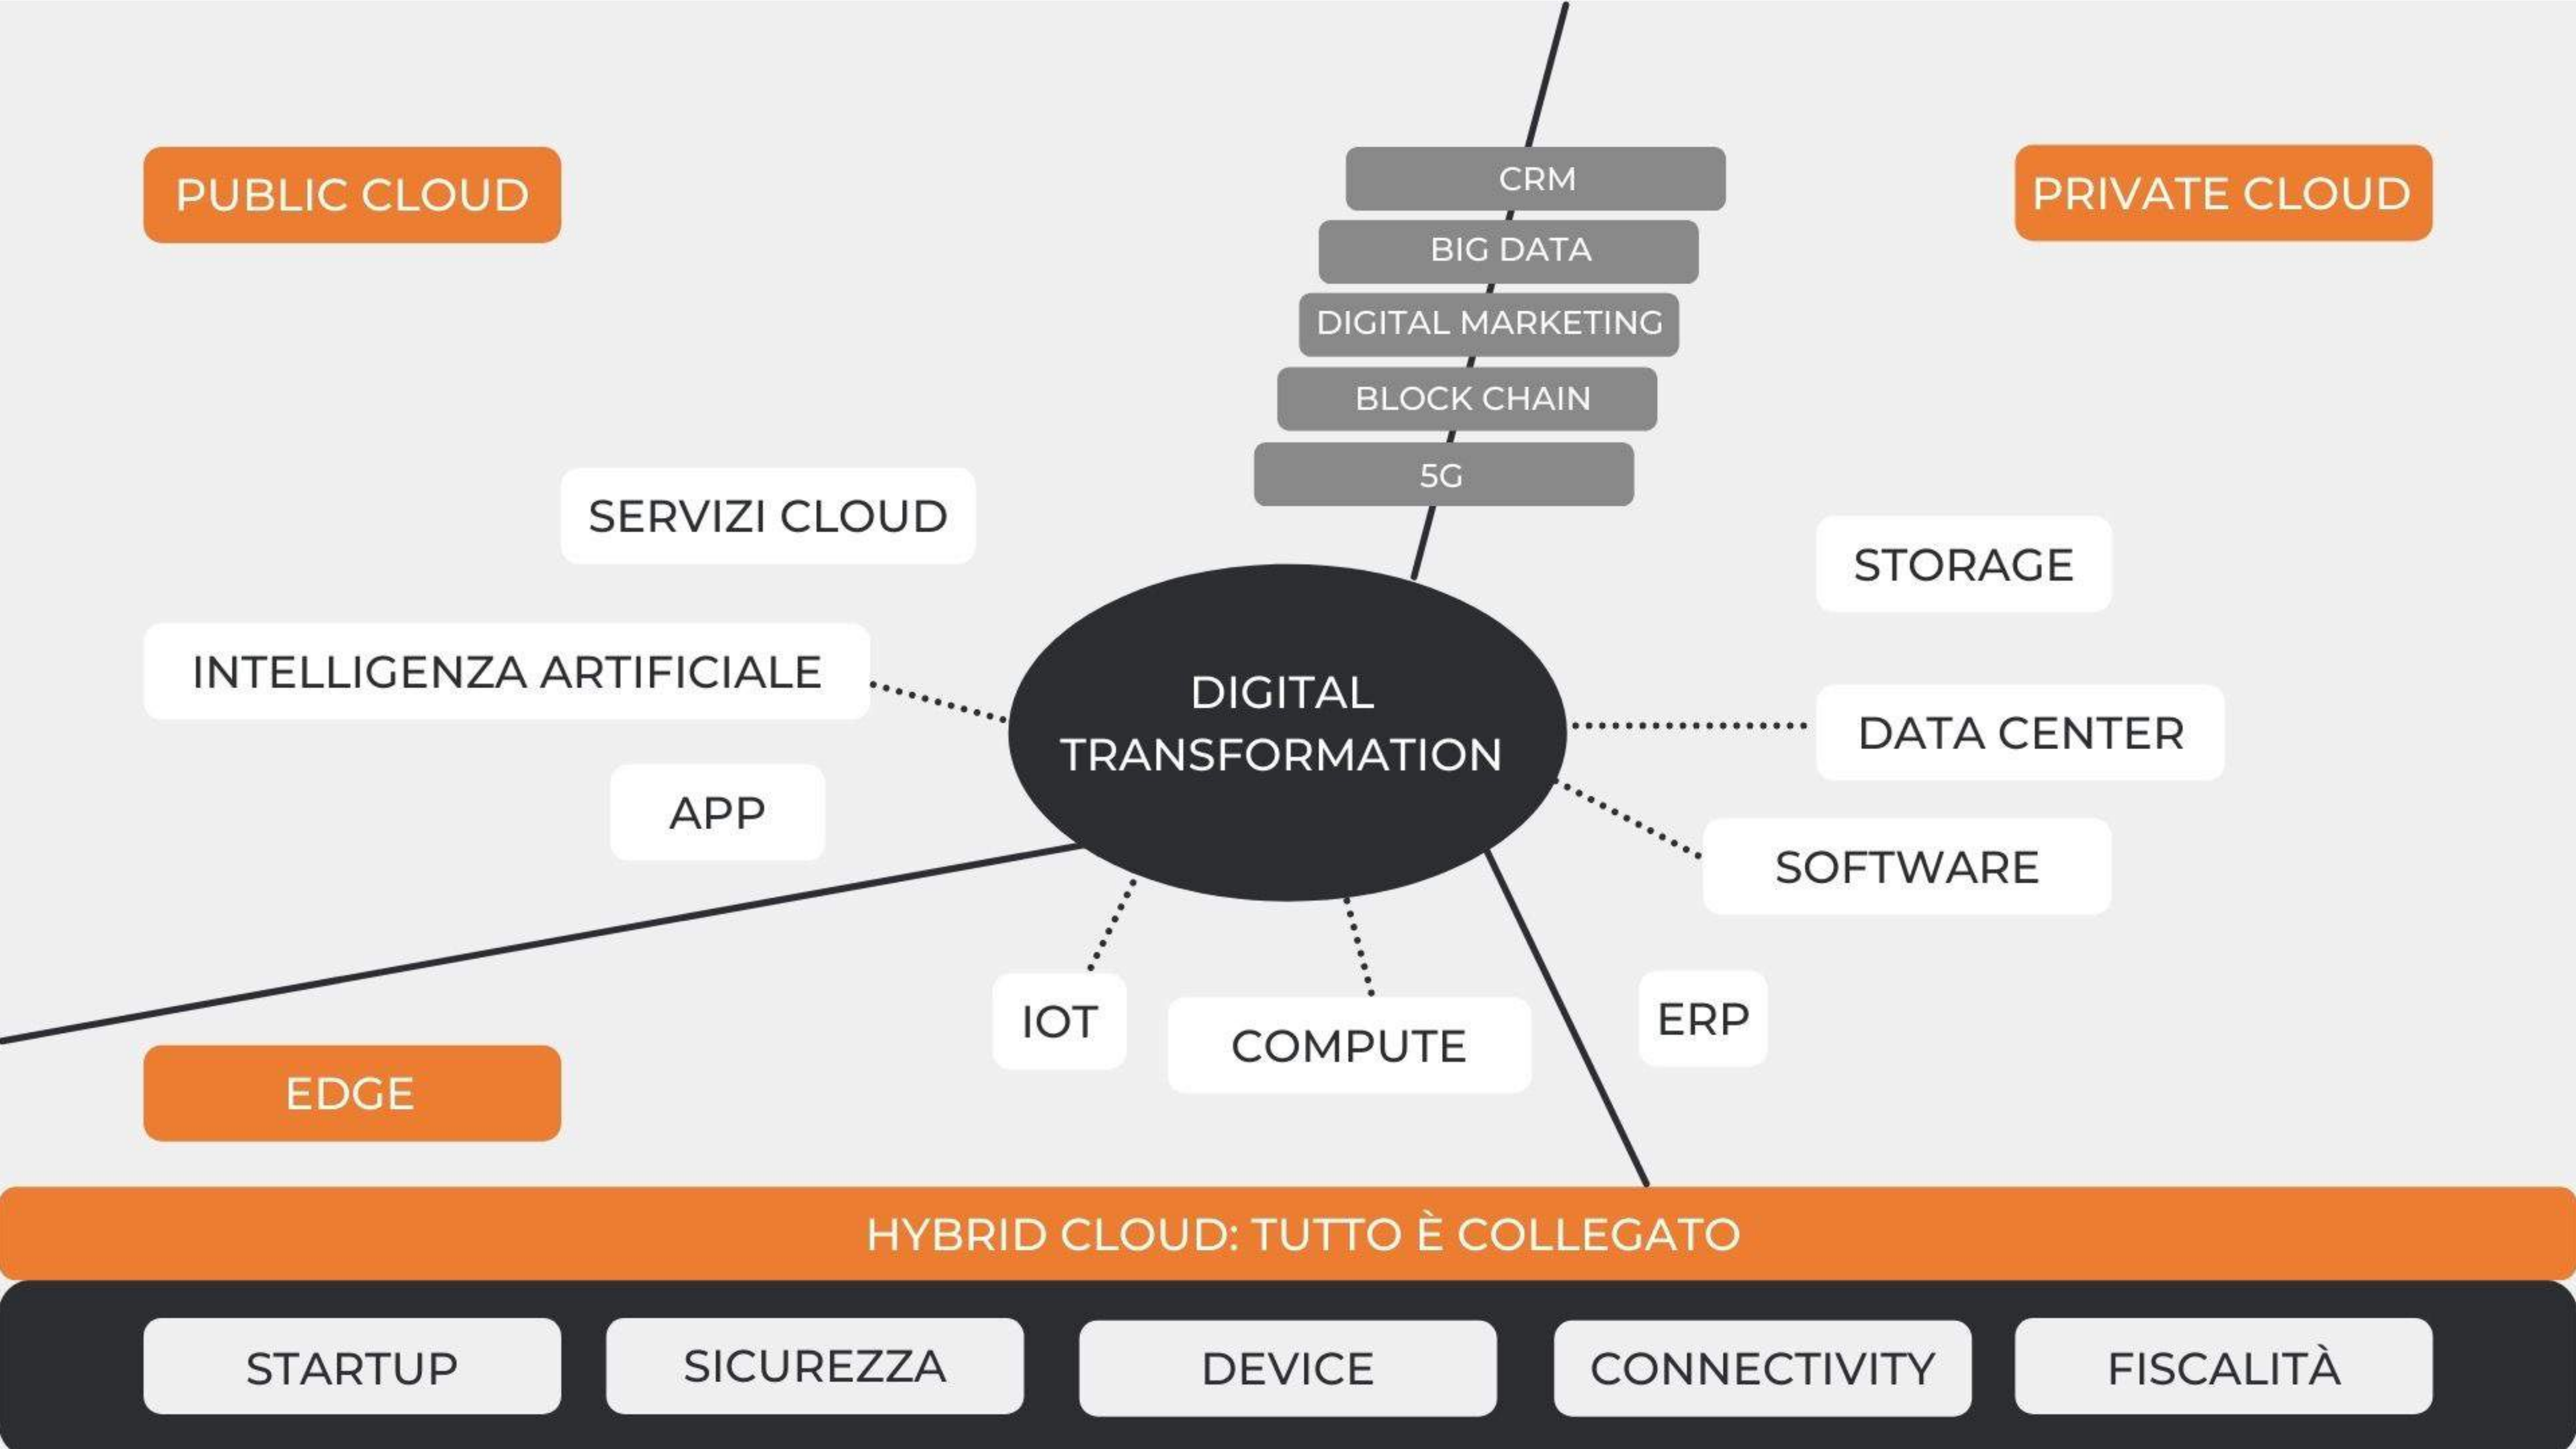 PUBLIC CLOUD
PRIVATE CLOUD
CRM
BIG DATA
DIGITAL MARKETING
BLOCK CHAIN
5G
SERVIZI CLOUD
STORAGE
INTELLIGENZA ARTIFICIALE
DIGITAL
TRANSFORMATION
DATA CENTER
APP
SOFTWARE
IOT
COMPUTE
ERP
EDGE
HYBRID CLOUD: TUTTO È COLLEGATO
STARTUP
SICUREZZA
DEVICE
CONNECTIVITY
FISCALITÀ